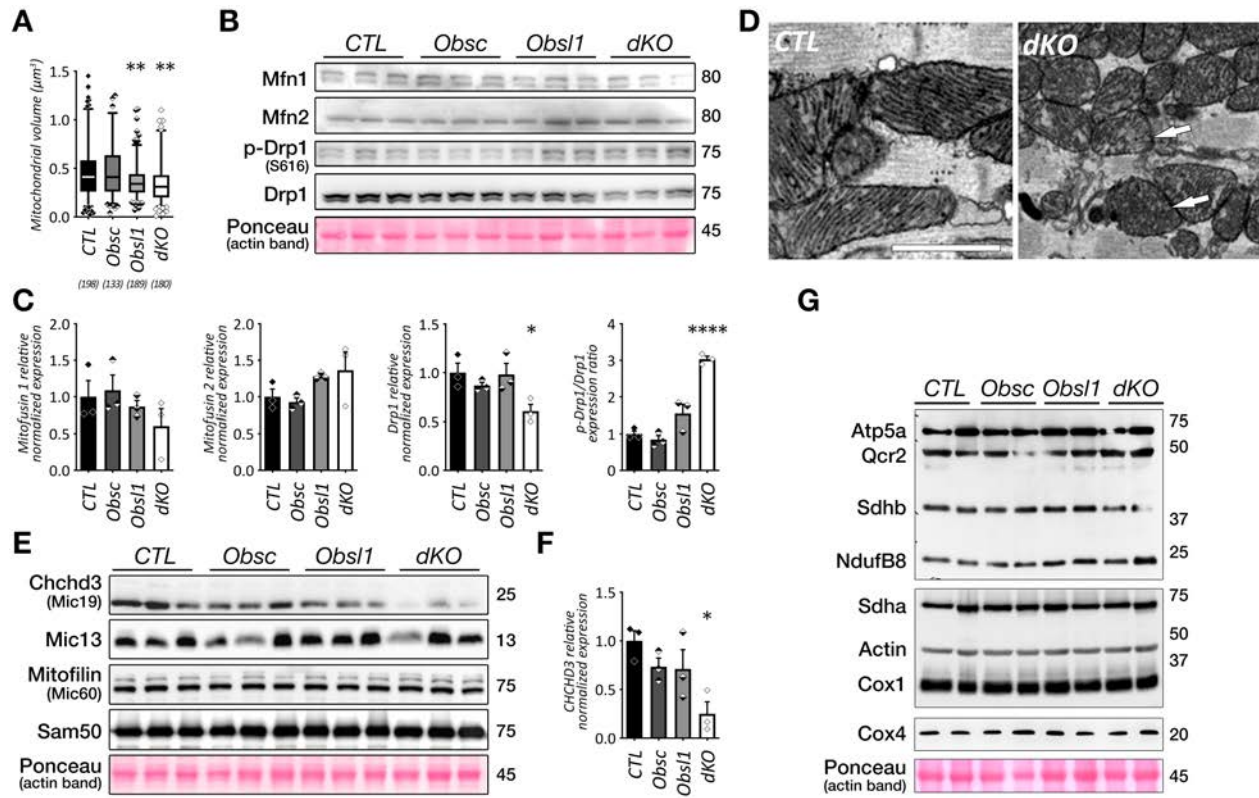 A
Mitochondrial volume (µm³)
1.5
1.0
0.5
0.0
** **
CTL Obsc Obsl1 dKO
(198) (133) (189) (180)
B
CTL Obsc Obsl1 dKO
Mfn1 80
Mfn2 80
p-Drp1 75
(S616)
Drp1 75
Ponceau 45
(actin band)
D
CTL dKO
C
Mitofusin 1 relative
normalized expression
2.0
1.5
1.0
0.5
0.0
CTL Obsc Obsl1 dKO
Mitofusin 2 relative
normalized expression
2.0
1.5
1.0
0.5
0.0
CTL Obsc Obsl1 dKO
Drp1 relative
normalized expression
1.5
1.0
0.5
0.0
*
CTL Obsc Obsl1 dKO
p-Drp1/Drp1
expression ratio
4
3
2
1
0
****
CTL Obsc Obsl1 dKO
E
CTL Obsc Obsl1 dKO
Chchd3 25
(Mic19)
Mic13 13
Mitofilin 75
(Mic60)
Sam50 75
Ponceau 45
(actin band)
F
CHCHD3 relative
normalized expression
1.5
1.0
0.5
0.0
*
CTL Obsc Obsl1 dKO
G
CTL Obsc Obsl1 dKO
Atp5a 75
Qcr2 50
Sdhb 37
NdufB8 25
Sdha 75
50
Actin 37
Cox1
Cox4 20
Ponceau 45
(actin band)